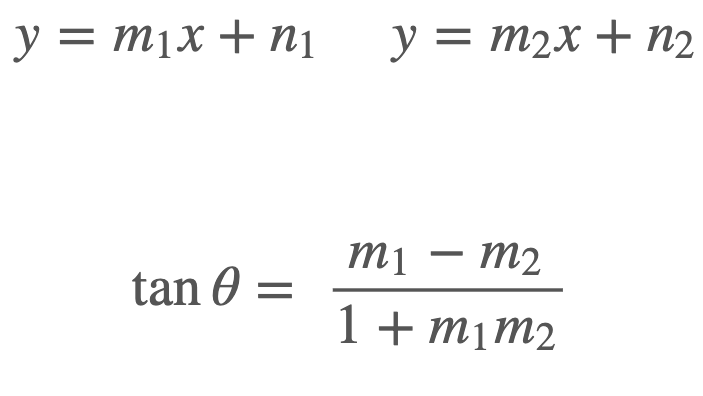 y = m₁x + n₁ y = m₂x + n₂
tan θ = (m₁ − m₂) / (1 + m₁m₂)